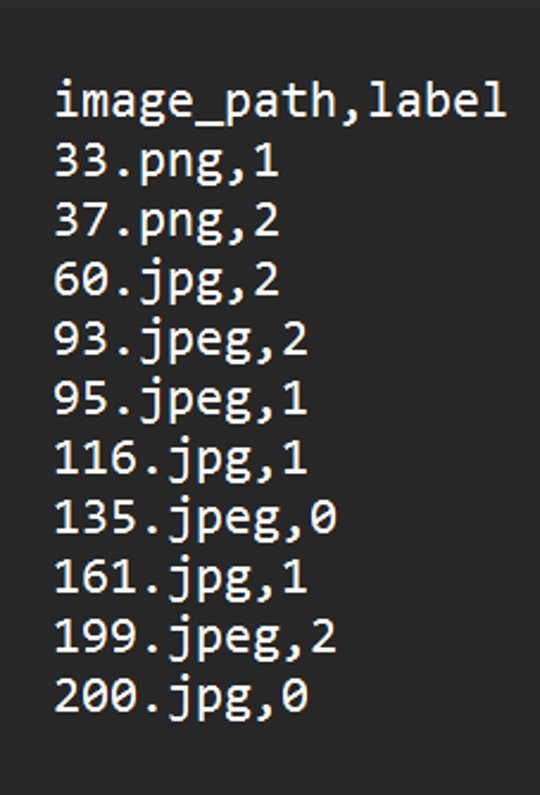 image_path,label
33.png,1
37.png,2
60.jpg,2
93.jpeg,2
95.jpeg,1
116.jpg,1
135.jpeg,0
161.jpg,1
199.jpeg,2
200.jpg,0